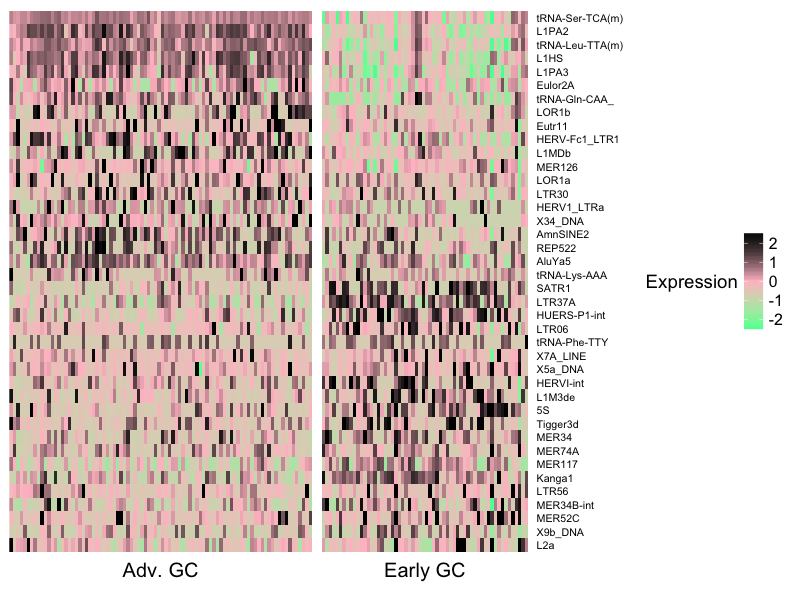 tRNA-Ser-TCA(m)
L1PA2
tRNA-Leu-TTA(m)
L1HS
L1PA3
Eulor2A
tRNA-Gln-CAA_
LOR1b
Eutr11
HERV-Fc1_LTR1
L1MDb
MER126
LOR1a
LTR30
HERV1_LTRa
X34_DNA
AmnSINE2
REP522
AluYa5
tRNA-Lys-AAA
SATR1
LTR37A
HUERS-P1-int
LTR06
tRNA-Phe-TTY
X7A_LINE
X5a_DNA
HERVI-int
L1M3de
5S
Tigger3d
MER34
MER74A
MER117
Kanga1
LTR56
MER34B-int
MER52C
X9b_DNA
L2a
Expression
2
1
0
-1
-2
Adv. GC
Early GC